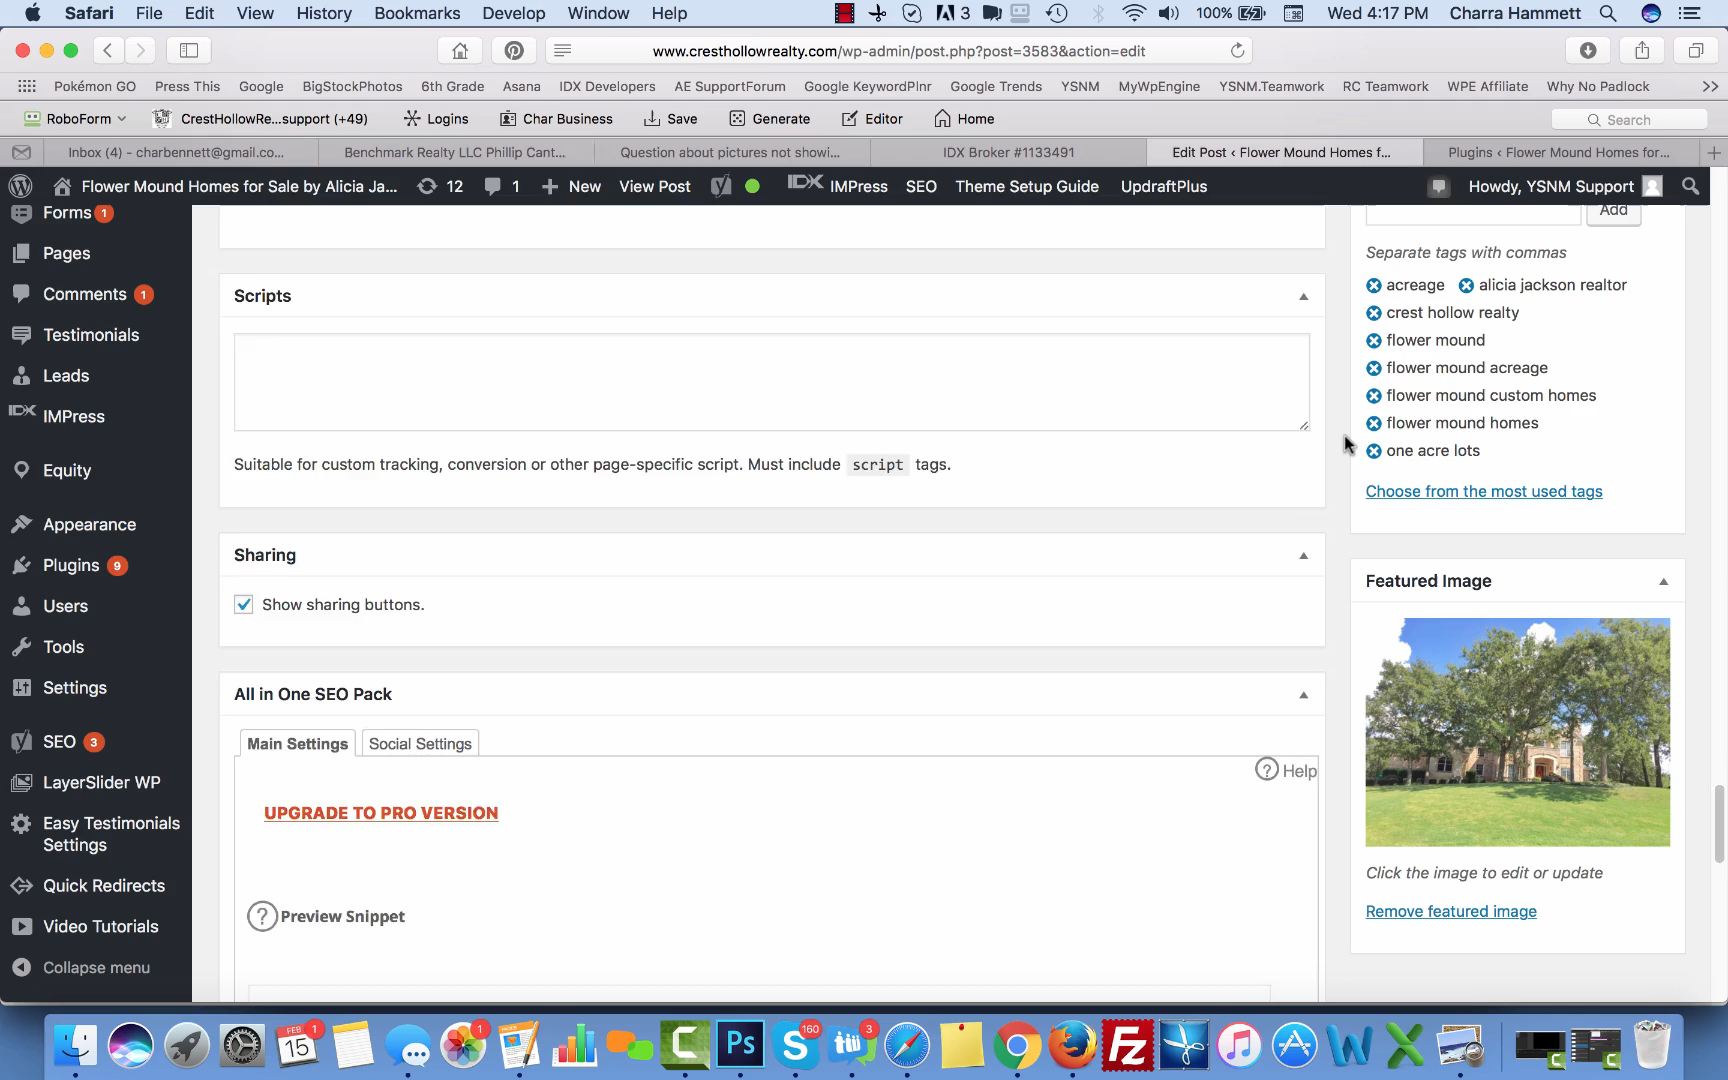 Safari File Edit View History Bookmarks Develop Window Help 3 100% Wed 4:17 PM Charra Hammett
www.cresthollowrealty.com/wp-admin/post.php?post=3583&action=edit
Pokémon GO Press This Google BigStockPhotos 6th Grade Asana IDX Developers AE SupportForum Google KeywordPlnr Google Trends YSNM MyWpEngine YSNM.Teamwork RC Teamwork WPE Affiliate Why No Padlock >>
RoboForm CrestHollowRe...support (+49) Logins Char Business Save Generate Editor Home Search
Inbox (4) - charbennett@gmail.co... Benchmark Realty LLC Phillip Cant... Question about pictures not showi... IDX Broker #1133491 Edit Post ‹ Flower Mound Homes f... Plugins ‹ Flower Mound Homes for...
Flower Mound Homes for Sale by Alicia Ja... 12 1 New View Post IDX IMPress SEO Theme Setup Guide UpdraftPlus Howdy, YSNM Support
Forms 1
Pages
Comments 1
Testimonials
Leads
IDX IMPress
Equity
Appearance
Plugins 9
Users
Tools
Settings
SEO 3
LayerSlider WP
Easy Testimonials
Settings
Quick Redirects
Video Tutorials
Collapse menu
Scripts
Suitable for custom tracking, conversion or other page-specific script. Must include script tags.
Sharing
Show sharing buttons.
All in One SEO Pack
Main Settings Social Settings
? Help
UPGRADE TO PRO VERSION
? Preview Snippet
Add
Separate tags with commas
acreage alicia jackson realtor
crest hollow realty
flower mound
flower mound acreage
flower mound custom homes
flower mound homes
one acre lots
Choose from the most used tags
Featured Image
Click the image to edit or update
Remove featured image
FEB 15 1 1 Ps 160 3 Fz